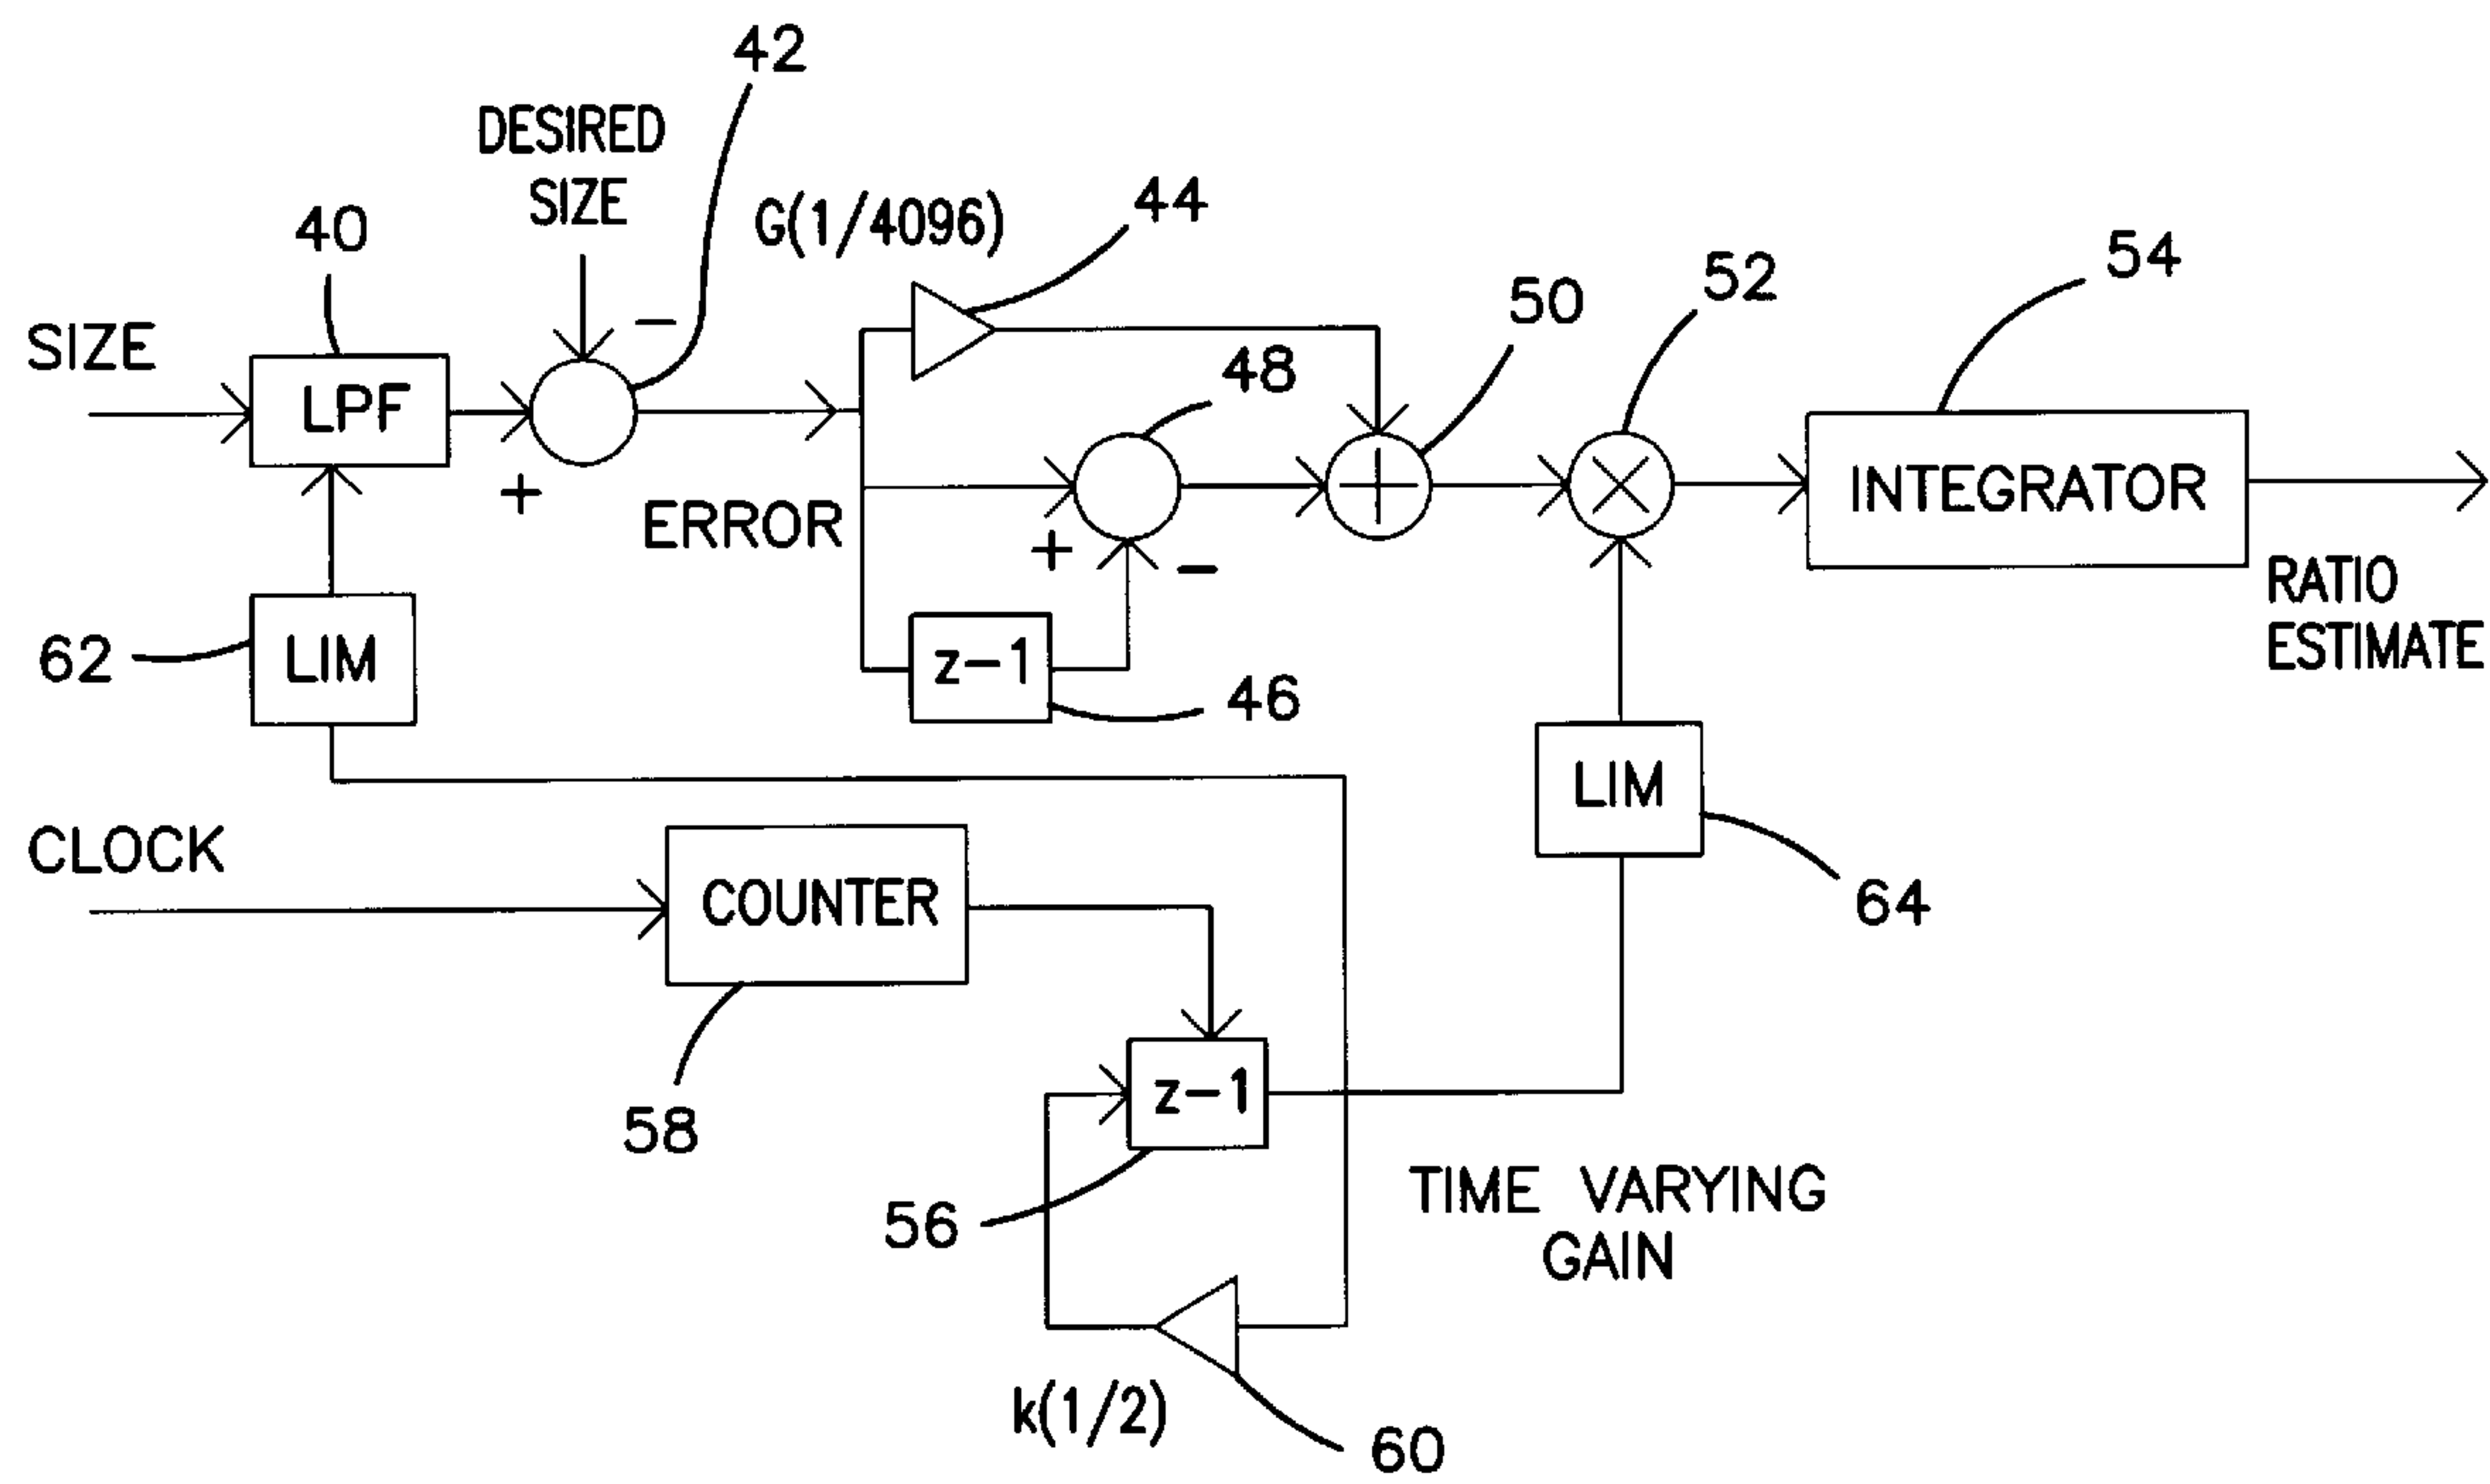 42
DESIRED
SIZE
G(1/4096)
44
40
52
54
50
SIZE
−
48
LPF
+
ERROR
+
−
INTEGRATOR
RATIO
ESTIMATE
62
LIM
z-1
46
LIM
64
CLOCK
COUNTER
58
z-1
56
TIME VARYING
GAIN
k(1/2)
60